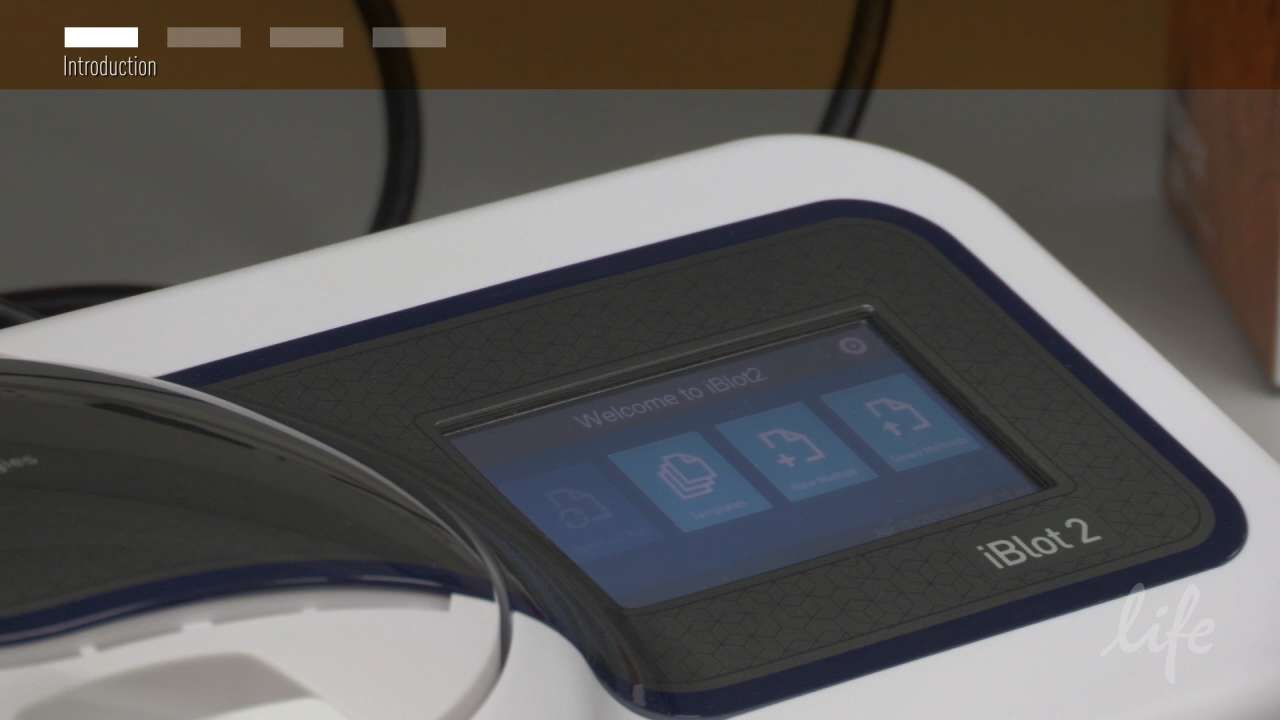 Introduction
Welcome to iBlot2
Templates
New Method
iBlot 2
life